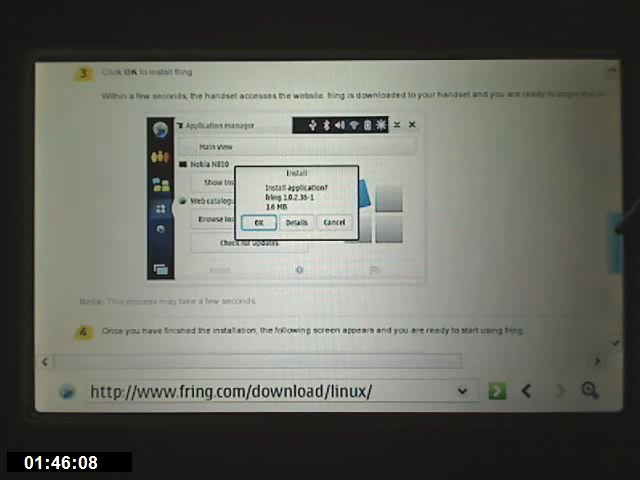 3 Click OK to install fring
Within a few seconds, the handset accesses the website. fring is downloaded to your handset and you are ready to
Application manager
Main View
Nokia N810
Show
Web catalog
Browse
Check for updates
Install
Install application?
fring 1.0.2.36-1
1.6 MB
OK Details Cancel
Note: This process may take a few seconds.
4 Once you have finished the installation, the following screen appears and you are ready to start using fring.
http://www.fring.com/download/linux/
01:46:08